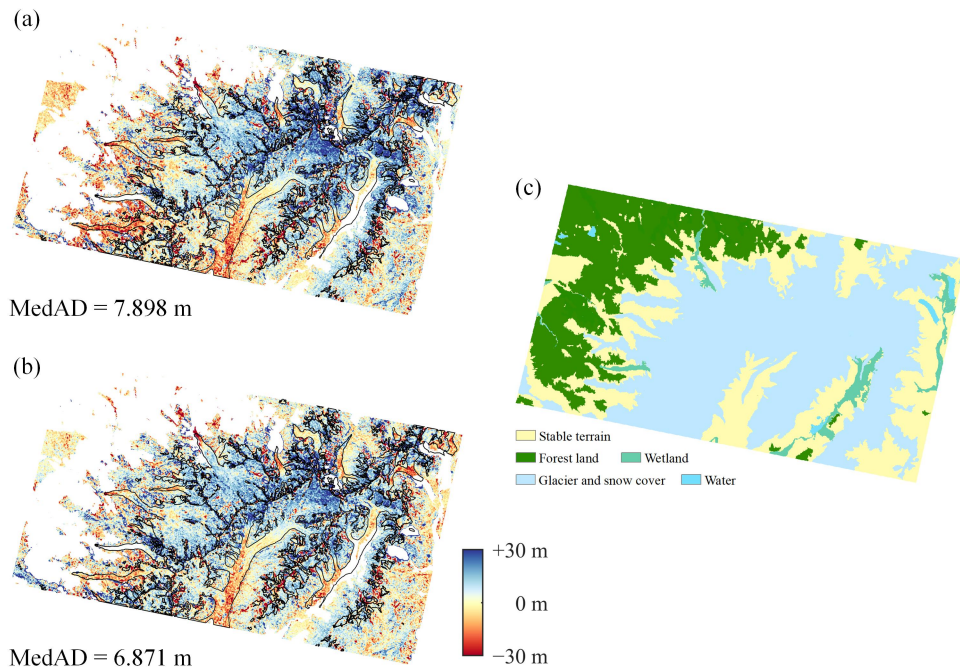 (a)
MedAD = 7.898 m
(b)
MedAD = 6.871 m
+30 m
0 m
−30 m
(c)
Stable terrain
Forest land
Wetland
Glacier and snow cover
Water